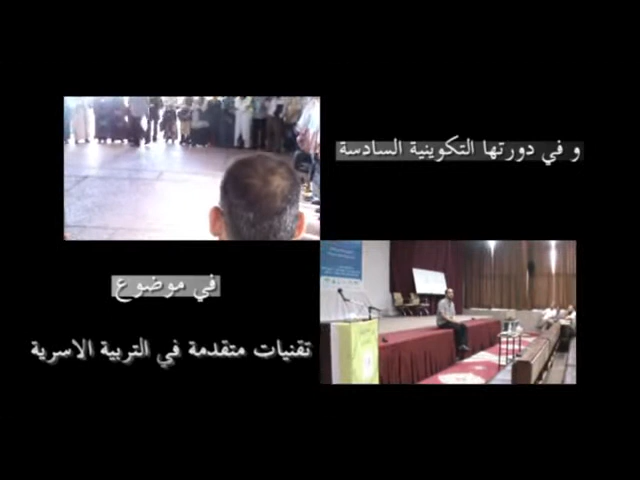 و في دورتها التكوينية السادسة
في موضوع
تقنيات متقدمة في التربية الاسرية